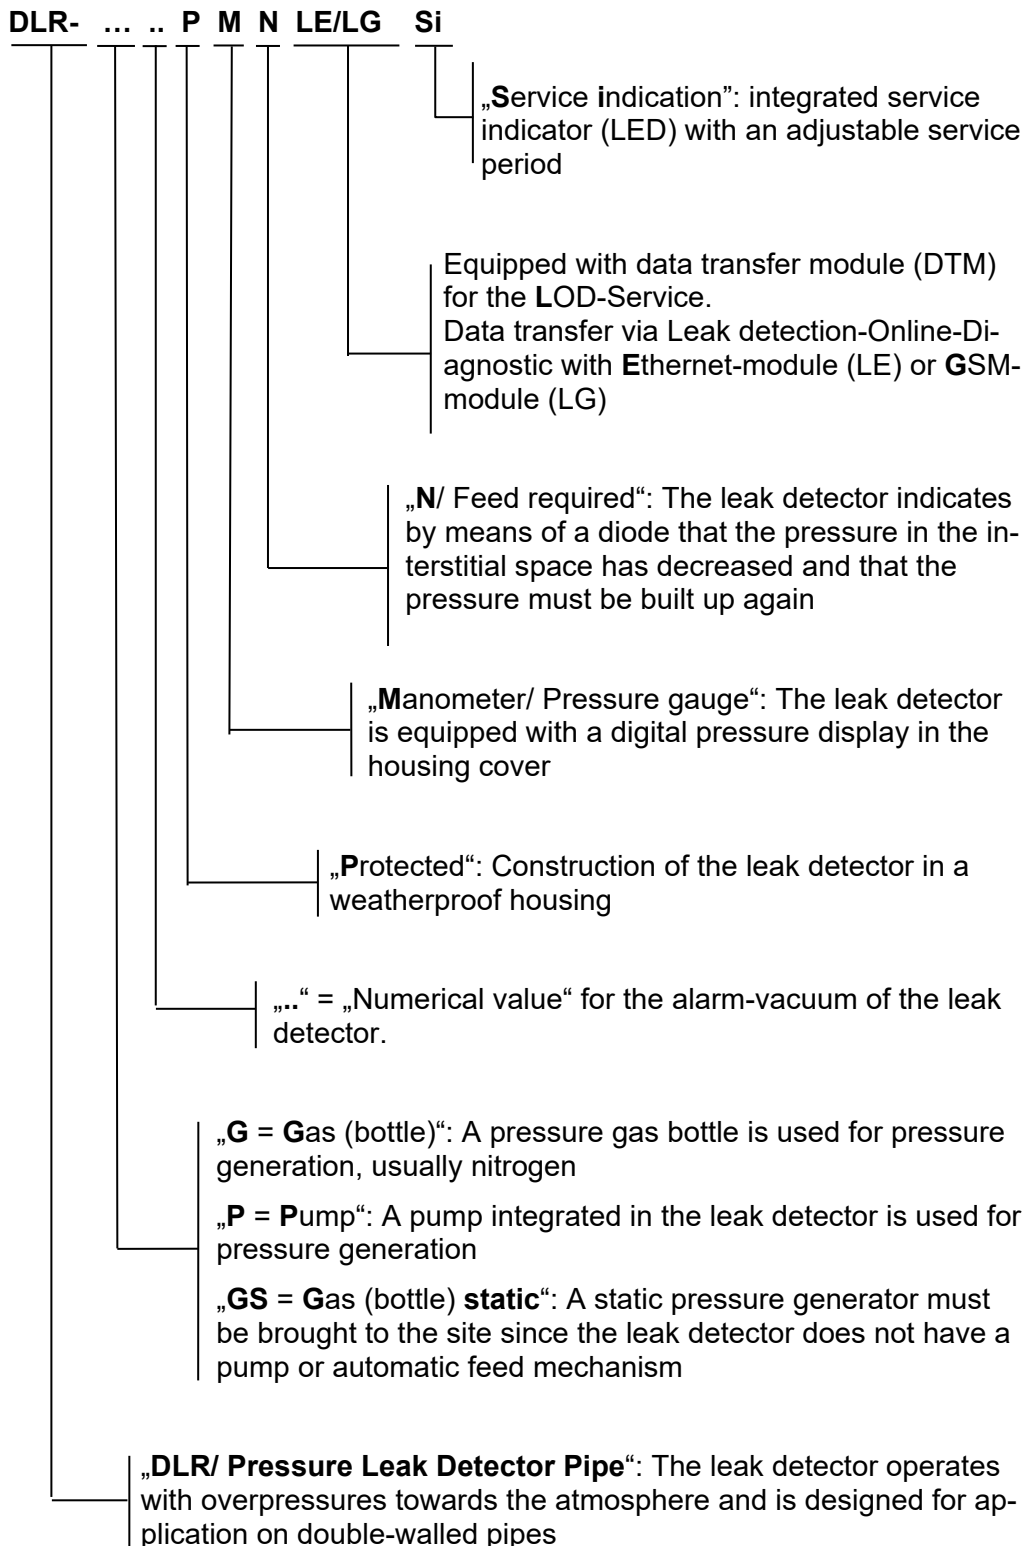 DLR- ... .. P M N LE/LG Si
„Service indication”: integrated service
indicator (LED) with an adjustable service
period
Equipped with data transfer module (DTM)
for the LOD-Service.
Data transfer via Leak detection-Online-Di-
agnostic with Ethernet-module (LE) or GSM-
module (LG)
„N/ Feed required“: The leak detector indicates
by means of a diode that the pressure in the in-
terstitial space has decreased and that the
pressure must be built up again
„Manometer/ Pressure gauge“: The leak detector
is equipped with a digital pressure display in the
housing cover
„Protected“: Construction of the leak detector in a
weatherproof housing
„..“ = „Numerical value“ for the alarm-vacuum of the leak
detector.
„G = Gas (bottle)“: A pressure gas bottle is used for pressure
generation, usually nitrogen
„P = Pump“: A pump integrated in the leak detector is used for
pressure generation
„GS = Gas (bottle) static“: A static pressure generator must
be brought to the site since the leak detector does not have a
pump or automatic feed mechanism
„DLR/ Pressure Leak Detector Pipe“: The leak detector operates
with overpressures towards the atmosphere and is designed for ap-
plication on double-walled pipes